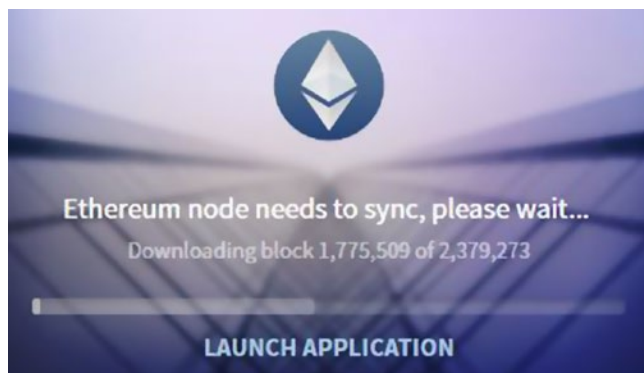 Ethereum node needs to sync, please wait...
Downloading block 1,775,509 of 2,379,273
LAUNCH APPLICATION